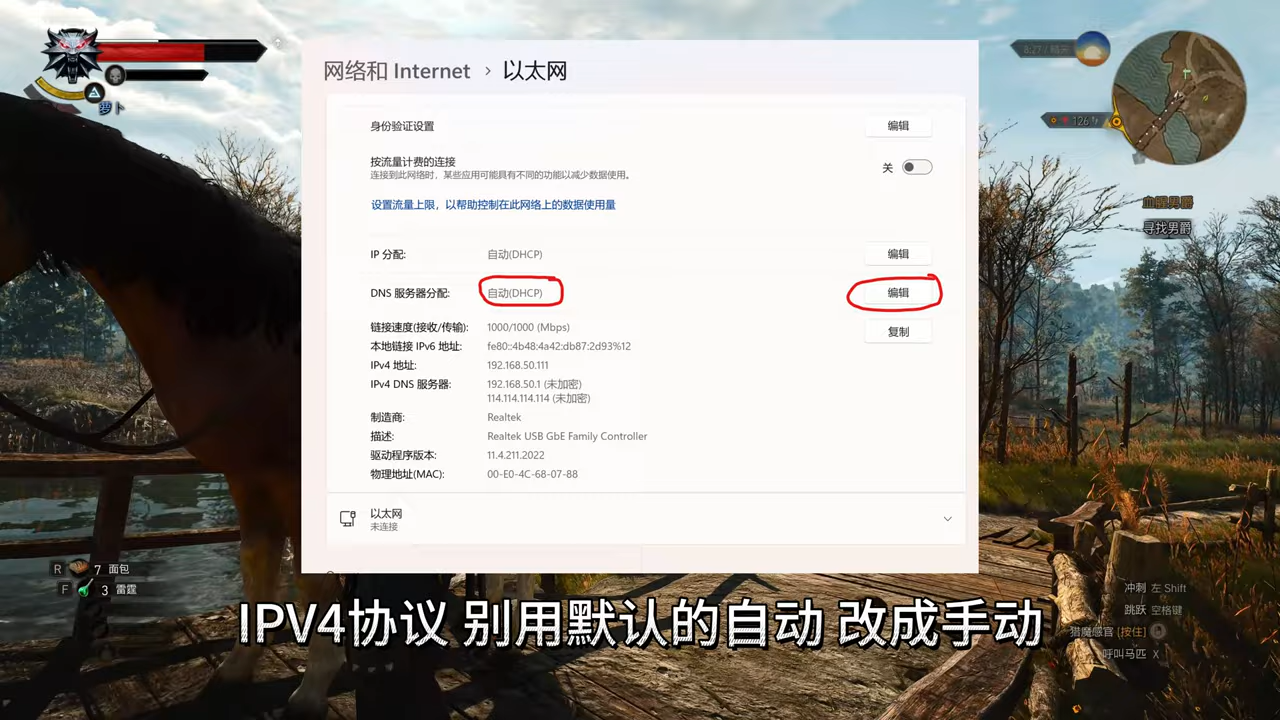 网络和 Internet › 以太网
身份验证设置 编辑
按流量计费的连接
连接到此网络时，某些应用可能具有不同的功能以减少数据使用。
关
设置流量上限，以帮助控制在此网络上的数据使用量
IP 分配: 自动(DHCP) 编辑
DNS 服务器分配: 自动(DHCP) 编辑
链接速度(接收/传输): 1000/1000 (Mbps) 复制
本地链接 IPv6 地址: fe80::4b48:4a42:db87:2d93%12
IPv4 地址: 192.168.50.111
IPv4 DNS 服务器: 192.168.50.1 (未加密)
114.114.114.114 (未加密)
制造商: Realtek
描述: Realtek USB GbE Family Controller
驱动程序版本: 11.4.211.2022
物理地址(MAC): 00-E0-4C-68-07-88
以太网
未连接
萝卜
8:27 /
126
寻找男爵
R 7 面包
F 3 雷霆
冲刺 左 Shift
跳跃 空格键
猎魔感官 [按住]
呼叫马匹 X
IPV4协议 别用默认的自动 改成手动